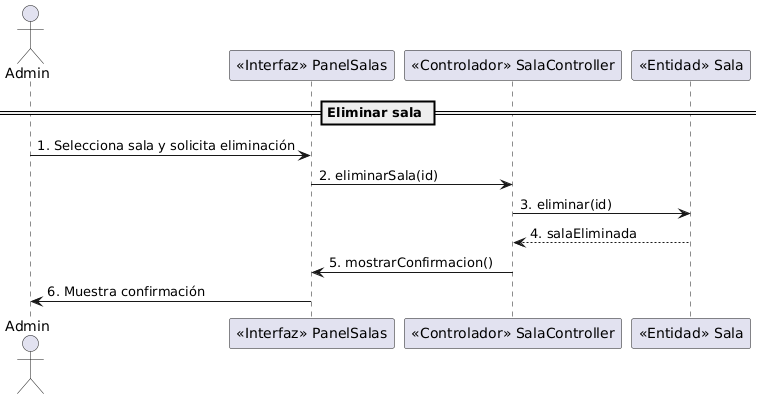 Admin
«Interfaz» PanelSalas
«Controlador» SalaController
«Entidad» Sala
Eliminar sala
1. Selecciona sala y solicita eliminación
2. eliminarSala(id)
3. eliminar(id)
4. salaEliminada
5. mostrarConfirmacion()
6. Muestra confirmación
Admin
«Interfaz» PanelSalas
«Controlador» SalaController
«Entidad» Sala